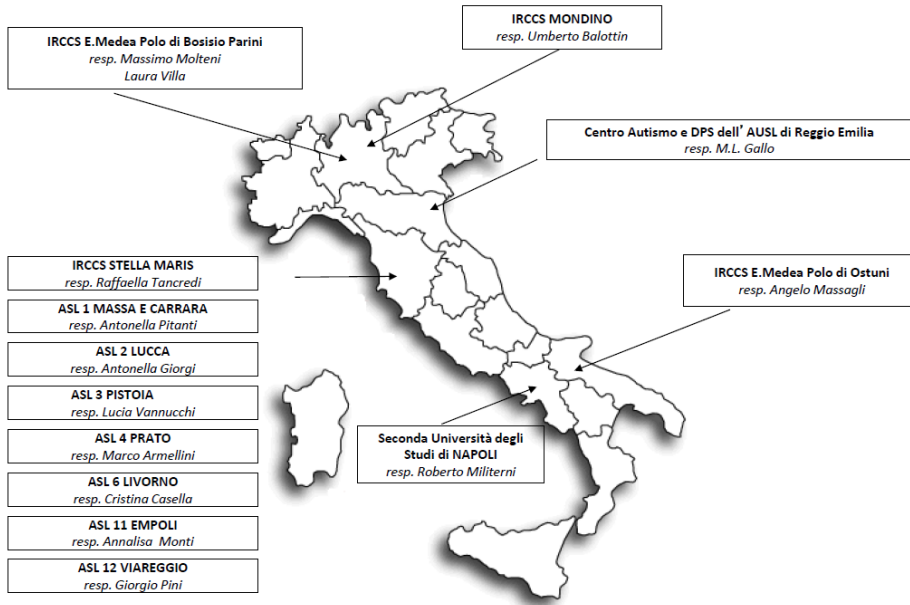 IRCCS E.Medea Polo di Bosisio Parini
resp. Massimo Molteni
Laura Villa
IRCCS MONDINO
resp. Umberto Balottin
Centro Autismo e DPS dell’ AUSL di Reggio Emilia
resp. M.L. Gallo
IRCCS STELLA MARIS
resp. Raffaella Tancredi
IRCCS E.Medea Polo di Ostuni
resp. Angelo Massagli
ASL 1 MASSA E CARRARA
resp. Antonella Pitanti
ASL 2 LUCCA
resp. Antonella Giorgi
ASL 3 PISTOIA
resp. Lucia Vannucchi
ASL 4 PRATO
resp. Marco Armellini
ASL 6 LIVORNO
resp. Cristina Casella
ASL 11 EMPOLI
resp. Annalisa Monti
ASL 12 VIAREGGIO
resp. Giorgio Pini
Seconda Università degli
Studi di NAPOLI
resp. Roberto Militerni